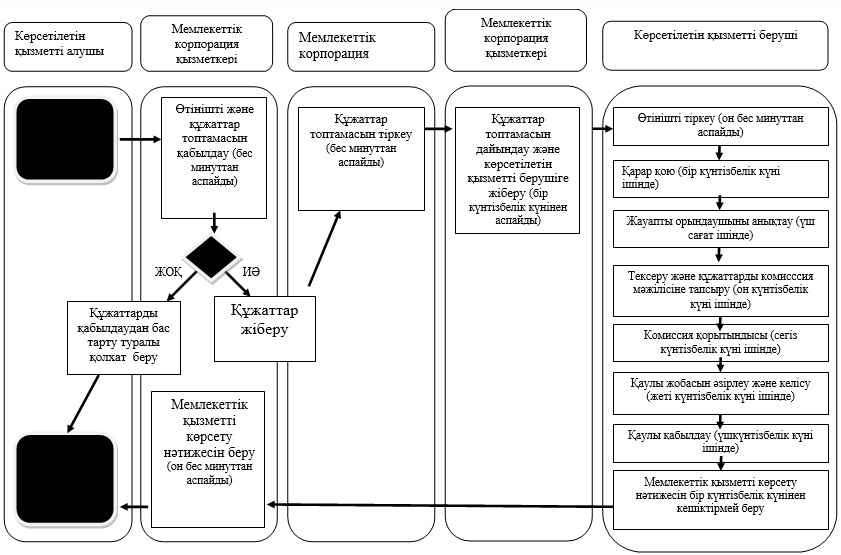 Көрсетілетін
қызметті алушы
Мемлекеттік
корпорация
қызметкері
Мемлекеттік
корпорация
Мемлекеттік
корпорация
қызметкері
Көрсетілетін қызметті беруші
Өтінішті және
құжаттар
топтамасын
қабылдау (бес
минуттан
аспайды)
ЖОҚ
ИӘ
Құжаттарды
қабылдаудан бас
тарту туралы
қолхат беру
Құжаттар
жіберу
Мемлекеттік
қызметті
көрсету
нәтижесін беру
(он бес минуттан
аспайды)
Құжаттар
топтамасын тіркеу
(бес минуттан
аспайды)
Құжаттар
топтамасын
дайындау және
көрсетілетін
қызметті берушіге
жіберу (бір
күнтізбелік күнінен
аспайды)
Өтінішті тіркеу (он бес минуттан
аспайды)
Қарар қою (бір күнтізбелік күні
ішінде)
Жауапты орындаушыны анықтау (үш
сағат ішінде)
Тексеру және құжаттарды комисссия
мәжілісіне тапсыру (он күнтізбелік
күні ішінде)
Комиссия қорытындысы (сегіз
күнтізбелік күні ішінде)
Қаулы жобасын әзірлеу және келісу
(жеті күнтізбелік күні ішінде)
Қаулы қабылдау (үшкүнтізбелік күні
ішінде)
Мемлекеттік қызметті көрсету
нәтижесін бір күнтізбелік күнінен
кешіктірмей беру